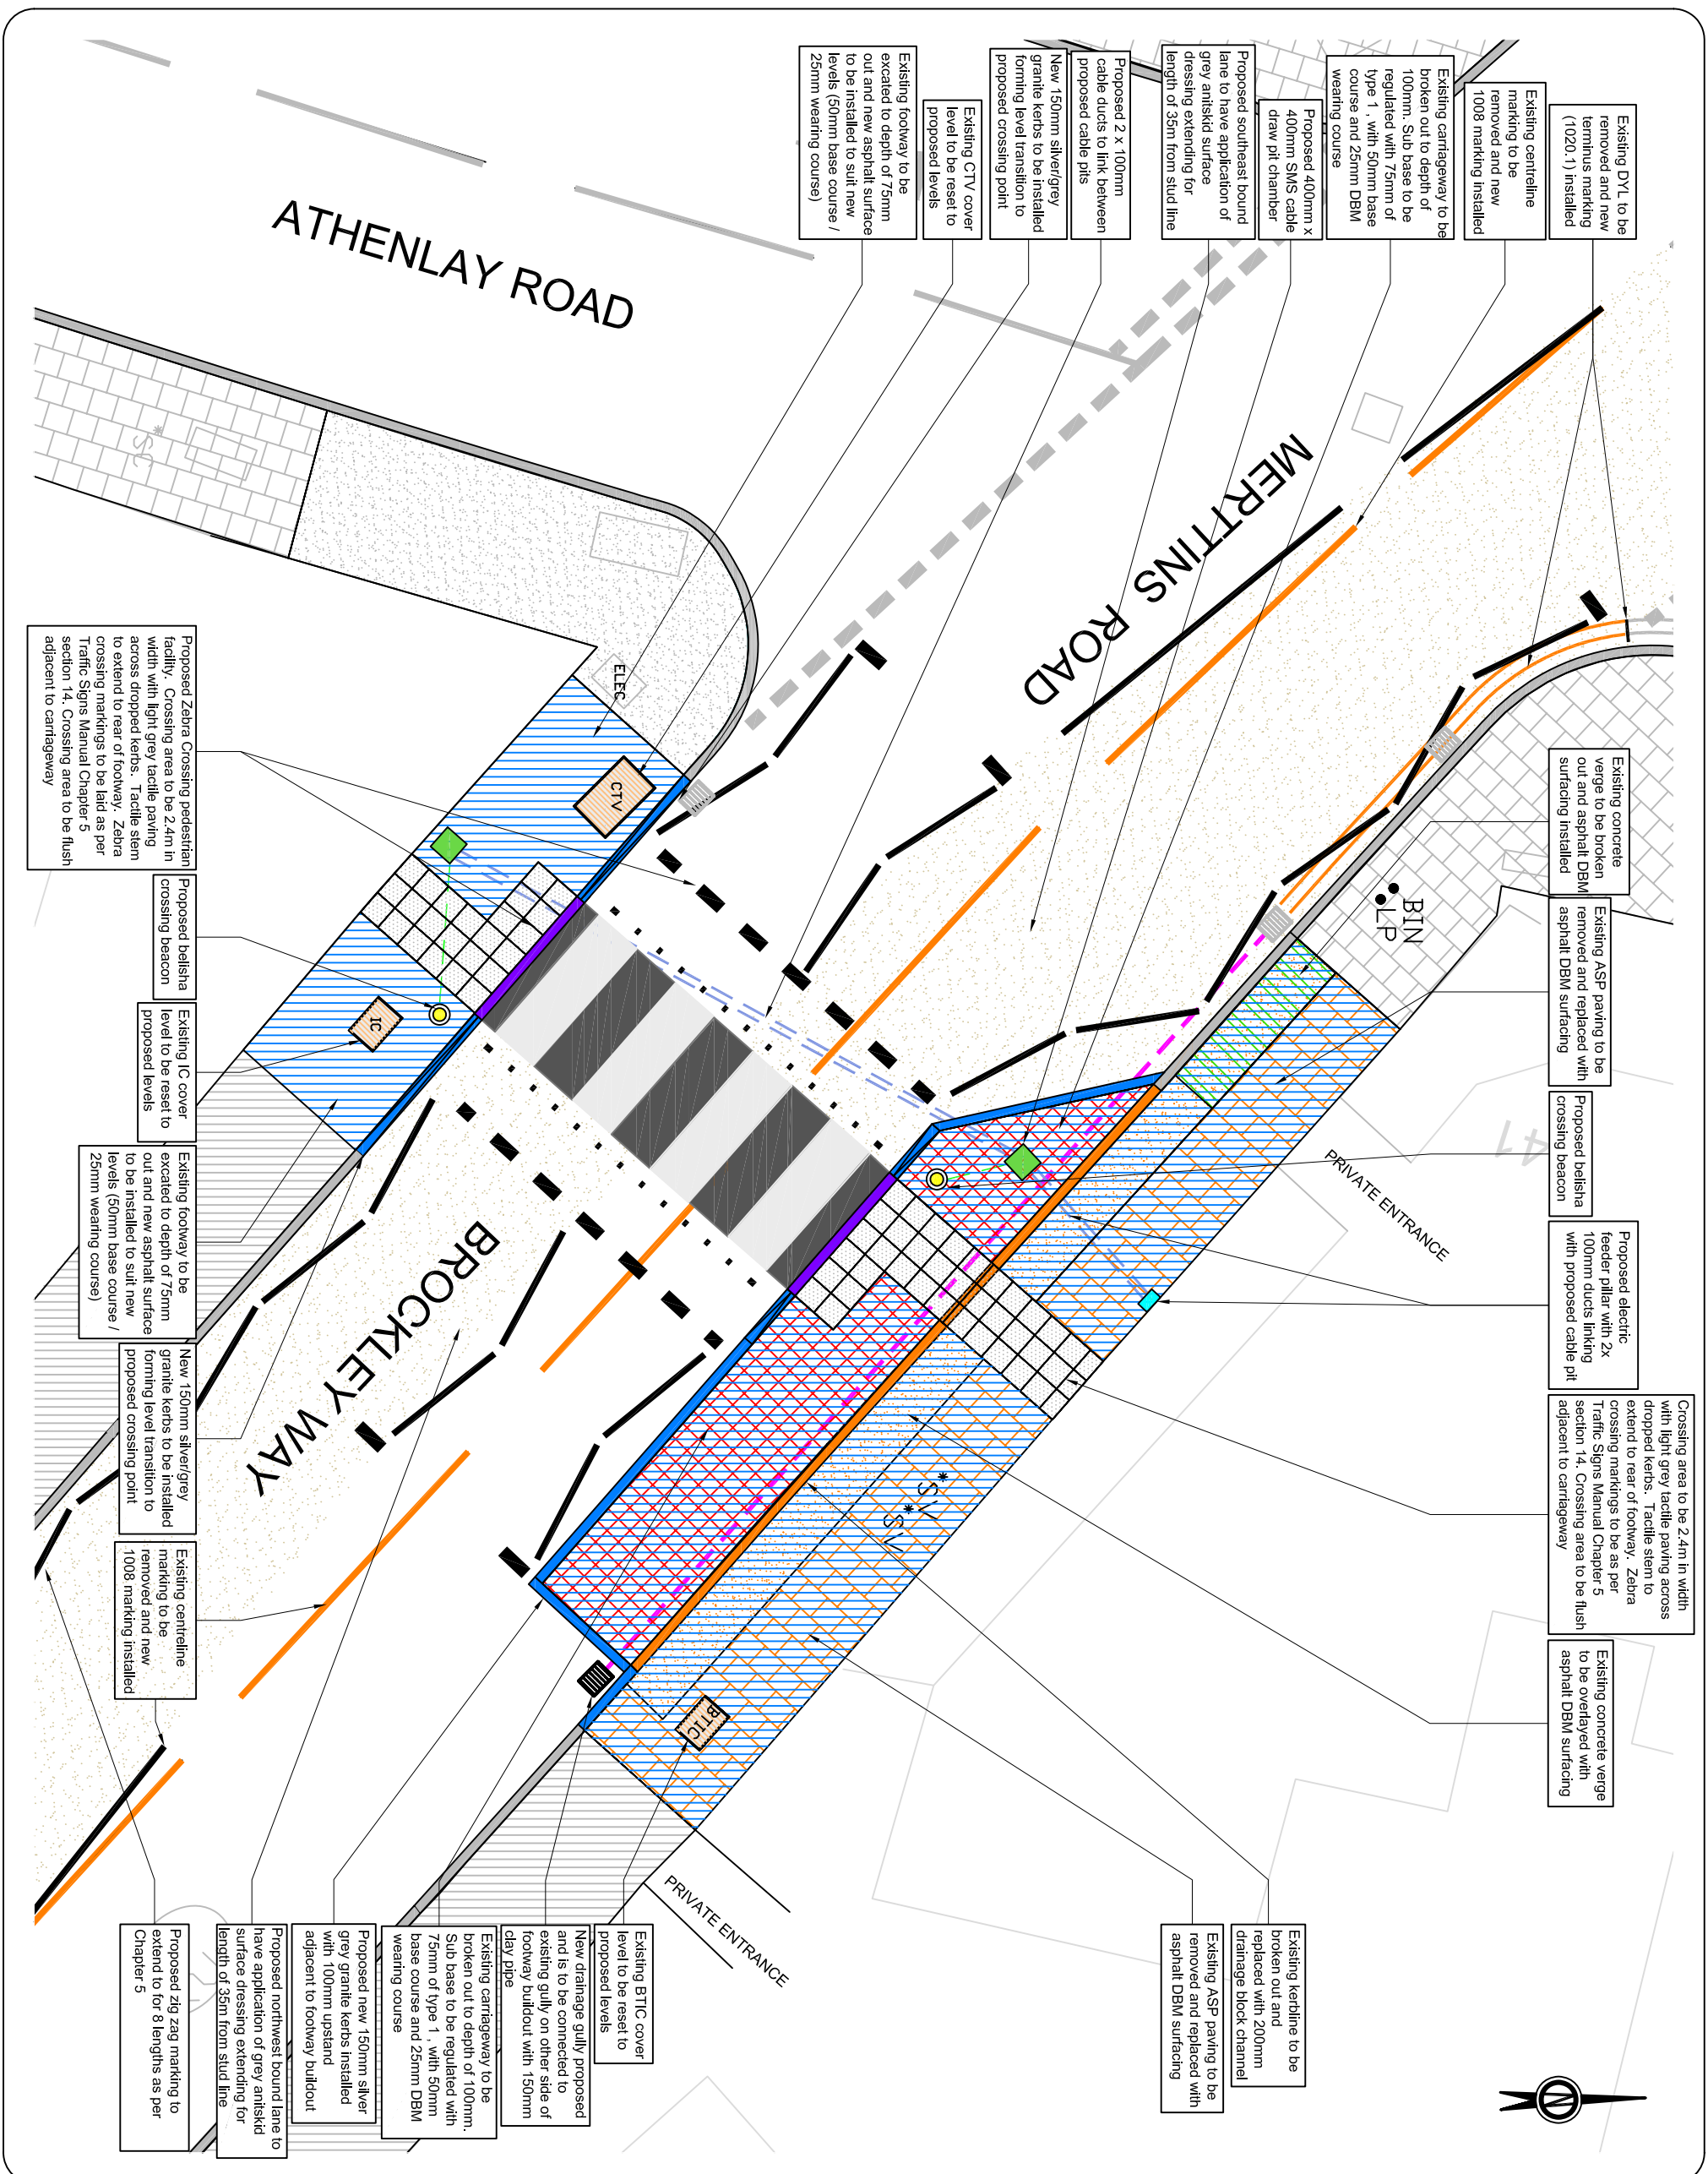 Existing DYL to be
removed and new
terminus marking
(1020.1) installed
Existing centreline
marking to be
removed and new
1008 marking installed
Existing carriageway to be
broken out to depth of
100mm. Sub base to be
regulated with 75mm of
type 1 , with 50mm base
course and 25mm DBM
wearing course
Proposed 400mm x
400mm SMS cable
draw pit chamber
Proposed southeast bound
lane to have application of
grey anitskid surface
dressing extending for
length of 35m from stud line
Proposed 2 x 100mm
cable ducts to link between
proposed cable pits
New 150mm silver/grey
granite kerbs to be installed
forming level transition to
proposed crossing point
Existing CTV cover
level to be reset to
proposed levels
Existing footway to be
excated to depth of 75mm
out and new asphalt surface
to be installed to suit new
levels (50mm base course /
25mm wearing course)
ATHENLAY ROAD
MERTTINS ROAD
BROCKLEY WAY
*SC
ELEC
CTV
IC
BIN
LP
41
PRIVATE ENTRANCE
*SV
*SV
BTIC
PRIVATE ENTRANCE
N
Existing concrete
verge to be broken
out and asphalt DBM
surfacing installed
Existing ASP paving to be
removed and replaced with
asphalt DBM surfacing
Proposed belisha
crossing beacon
Proposed electric
feeder pillar with 2x
100mm ducts linking
with proposed cable pit
Crossing area to be 2.4m in width
with light grey tactile paving across
dropped kerbs. Tactile stem to
extend to rear of footway. Zebra
crossing markings to be as per
Traffic Signs Manual Chapter 5
section 14. Crossing area to be flush
adjacent to carriageway
Existing concrete verge
to be overlayed with
asphalt DBM surfacing
Proposed Zebra Crossing pedestrian
facility. Crossing area to be 2.4m in
width with light grey tactile paving
across dropped kerbs. Tactile stem
to extend to rear of footway. Zebra
crossing markings to be laid as per
Traffic Signs Manual Chapter 5
section 14. Crossing area to be flush
adjacent to carriageway
Proposed belisha
crossing beacon
Existing IC cover
level to be reset to
proposed levels
Existing footway to be
excated to depth of 75mm
out and new asphalt surface
to be installed to suit new
levels (50mm base course /
25mm wearing course)
New 150mm silver/grey
granite kerbs to be installed
forming level transition to
proposed crossing point
Existing centreline
marking to be
removed and new
1008 marking installed
Existing kerbline to be
broken out and
replaced with 200mm
drainage block channel
Existing ASP paving to be
removed and replaced with
asphalt DBM surfacing
Existing BTIC cover
level to be reset to
proposed levels
New drainage gully proposed
and is to be connected to
existing gully on other side of
footway buildout with 150mm
clay pipe
Existing carriageway to be
broken out to depth of 100mm.
Sub base to be regulated with
75mm of type 1 , with 50mm
base course and 25mm DBM
wearing course
Proposed new 150mm silver
grey granite kerbs installed
with 100mm upstand
adjacent to footway buildout
Proposed northwest bound lane to
have application of grey anitskid
surface dressing extending for
length of 35m from stud line
Proposed zig zag marking to
extend to for 8 lengths as per
Chapter 5